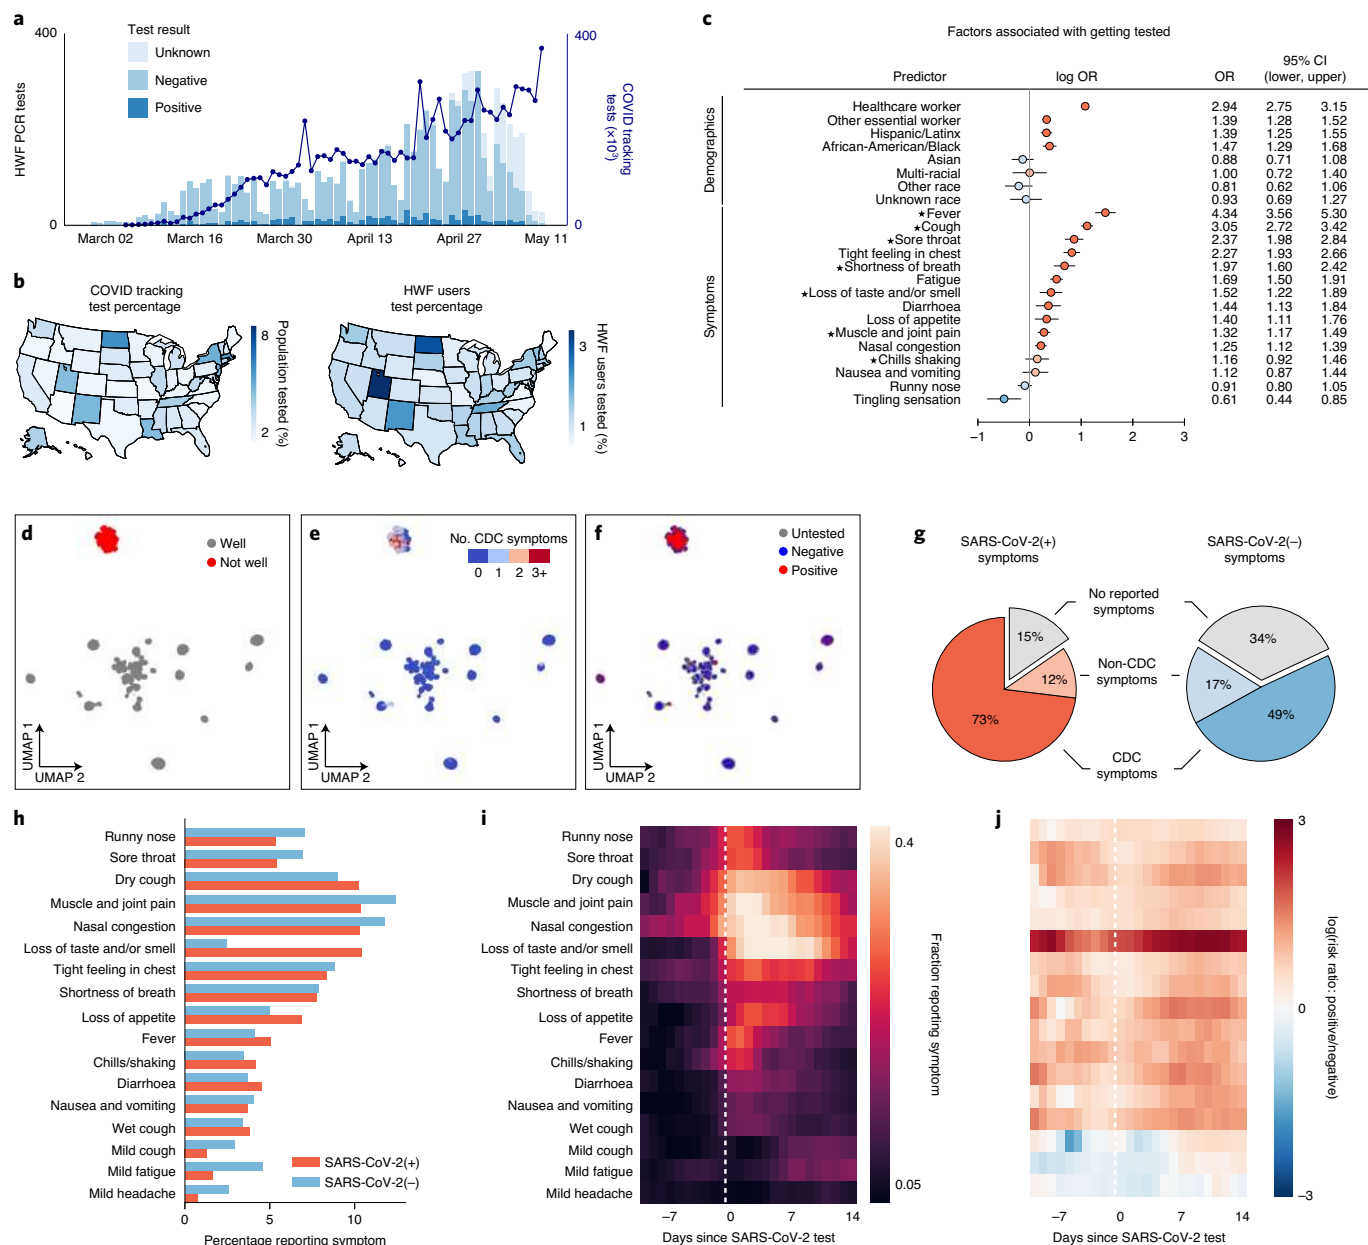 a
400
0
HWF PCR tests
Test result
Unknown
Negative
Positive
400
0
COVID tracking
tests (×10³)
March 02
March 16
March 30
April 13
April 27
May 11
b
COVID tracking
test percentage
8
2
Population tested (%)
HWF users
test percentage
3
1
HWF users tested (%)
c
Factors associated with getting tested
Predictor log OR OR 95% CI (lower, upper)
Demographics
Healthcare worker 2.94 2.75 3.15
Other essential worker 1.39 1.28 1.52
Hispanic/Latinx 1.39 1.25 1.55
African-American/Black 1.47 1.29 1.68
Asian 0.88 0.71 1.08
Multi-racial 1.00 0.72 1.40
Other race 0.81 0.62 1.06
Unknown race 0.93 0.69 1.27
Symptoms
★Fever 4.34 3.56 5.30
★Cough 3.05 2.72 3.42
★Sore throat 2.37 1.98 2.84
Tight feeling in chest 2.27 1.93 2.66
★Shortness of breath 1.97 1.60 2.42
Fatigue 1.69 1.50 1.91
★Loss of taste and/or smell 1.52 1.22 1.89
Diarrhoea 1.44 1.13 1.84
Loss of appetite 1.40 1.11 1.76
★Muscle and joint pain 1.32 1.17 1.49
Nasal congestion 1.25 1.12 1.39
★Chills shaking 1.16 0.92 1.46
Nausea and vomiting 1.12 0.87 1.44
Runny nose 0.91 0.80 1.05
Tingling sensation 0.61 0.44 0.85
−1 0 1 2 3
d
Well
Not well
UMAP 1
UMAP 2
e
No. CDC symptoms
0 1 2 3+
UMAP 1
UMAP 2
f
Untested
Negative
Positive
UMAP 1
UMAP 2
g
SARS-CoV-2(+)
symptoms
SARS-CoV-2(−)
symptoms
No reported
symptoms
Non-CDC
symptoms
CDC
symptoms
15%
12%
73%
34%
17%
49%
h
Runny nose
Sore throat
Dry cough
Muscle and joint pain
Nasal congestion
Loss of taste and/or smell
Tight feeling in chest
Shortness of breath
Loss of appetite
Fever
Chills/shaking
Diarrhoea
Nausea and vomiting
Wet cough
Mild cough
Mild fatigue
Mild headache
SARS-CoV-2(+)
SARS-CoV-2(−)
0 5 10
Percentage reporting symptom
i
Runny nose
Sore throat
Dry cough
Muscle and joint pain
Nasal congestion
Loss of taste and/or smell
Tight feeling in chest
Shortness of breath
Loss of appetite
Fever
Chills/shaking
Diarrhoea
Nausea and vomiting
Wet cough
Mild cough
Mild fatigue
Mild headache
−7 0 7 14
Days since SARS-CoV-2 test
0.4
0.05
Fraction reporting symptom
j
−7 0 7 14
Days since SARS-CoV-2 test
3
0
−3
log(risk ratio: positive/negative)